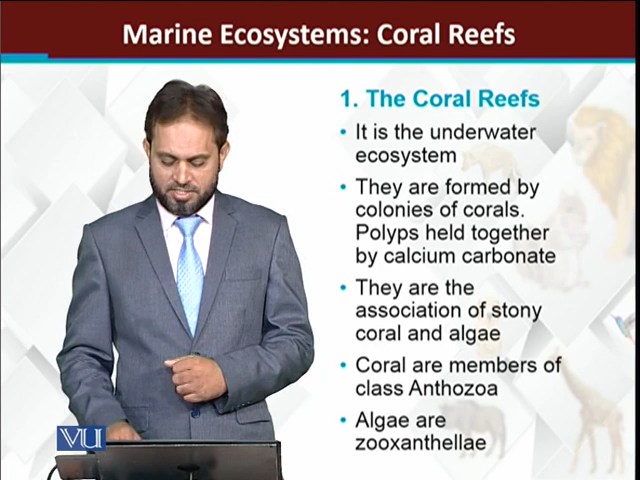 Marine Ecosystems: Coral Reefs
1. The Coral Reefs
• It is the underwater
ecosystem
• They are formed by
colonies of corals.
Polyps held together
by calcium carbonate
• They are the
association of stony
coral and algae
• Coral are members of
class Anthozoa
• Algae are
zooxanthellae
VU